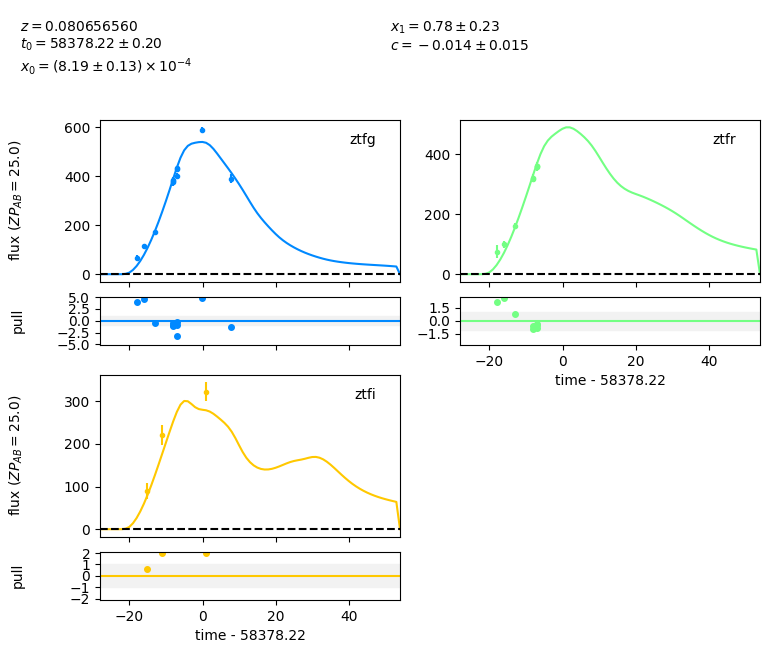 z = 0.080656560
t₀ = 58378.22 ± 0.20
x₀ = (8.19 ± 0.13) × 10⁻⁴
x₁ = 0.78 ± 0.23
c = −0.014 ± 0.015
ztfg
flux (ZP_AB = 25.0)
600
400
200
0
pull
5.0
2.5
0.0
−2.5
−5.0
ztfr
400
200
0
1.5
0.0
−1.5
−20 0 20 40
time - 58378.22
ztfi
flux (ZP_AB = 25.0)
300
200
100
0
pull
2
1
0
−1
−2
−20 0 20 40
time - 58378.22